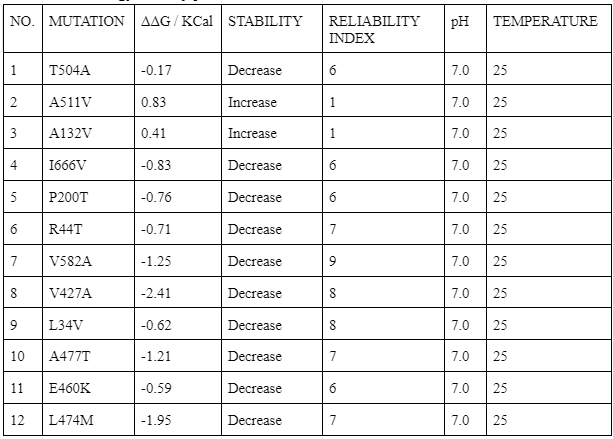 NO. MUTATION ΔΔG / KCal STABILITY RELIABILITY INDEX pH TEMPERATURE
1 T504A -0.17 Decrease 6 7.0 25
2 A511V 0.83 Increase 1 7.0 25
3 A132V 0.41 Increase 1 7.0 25
4 I666V -0.83 Decrease 6 7.0 25
5 P200T -0.76 Decrease 6 7.0 25
6 R44T -0.71 Decrease 7 7.0 25
7 V582A -1.25 Decrease 9 7.0 25
8 V427A -2.41 Decrease 8 7.0 25
9 L34V -0.62 Decrease 8 7.0 25
10 A477T -1.21 Decrease 7 7.0 25
11 E460K -0.59 Decrease 6 7.0 25
12 L474M -1.95 Decrease 7 7.0 25